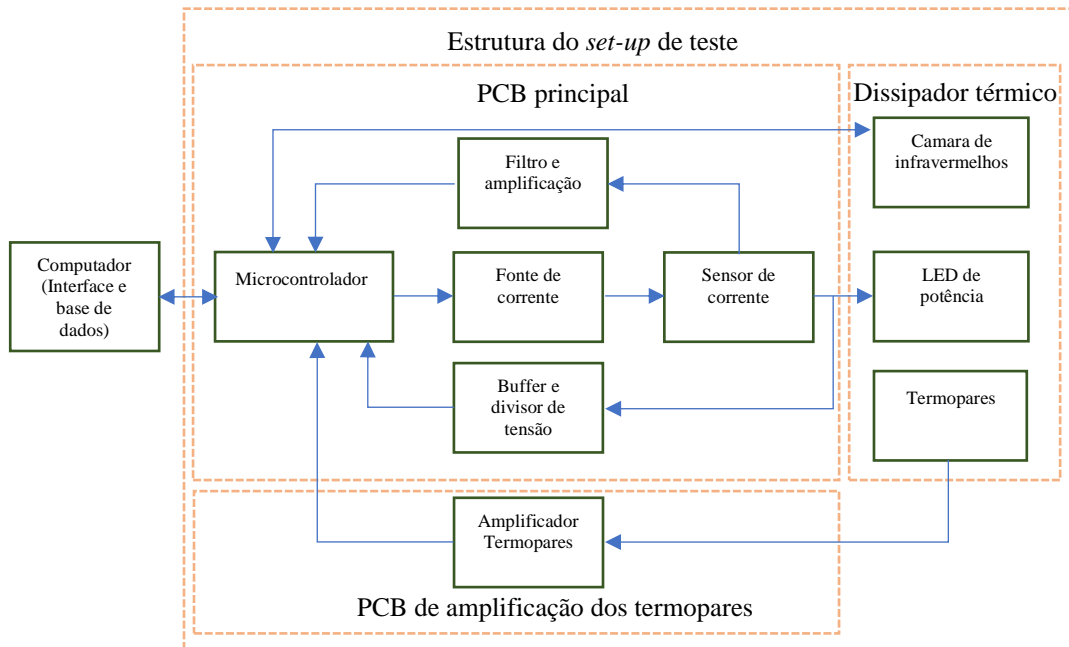 Estrutura do set-up de teste
PCB principal
Dissipador térmico
Filtro e
amplificação
Camara de
infravermelhos
Computador
(Interface e
base de
dados)
Microcontrolador
Fonte de
corrente
Sensor de
corrente
LED de
potência
Buffer e
divisor de
tensão
Termopares
Amplificador
Termopares
PCB de amplificação dos termopares